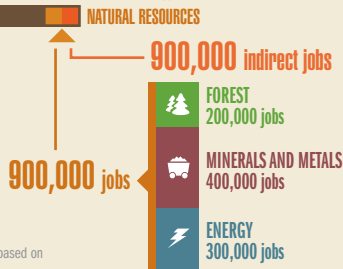 NATURAL RESOURCES
900,000 indirect jobs
FOREST
200,000 jobs
MINERALS AND METALS
400,000 jobs
900,000 jobs
ENERGY
300,000 jobs
based on